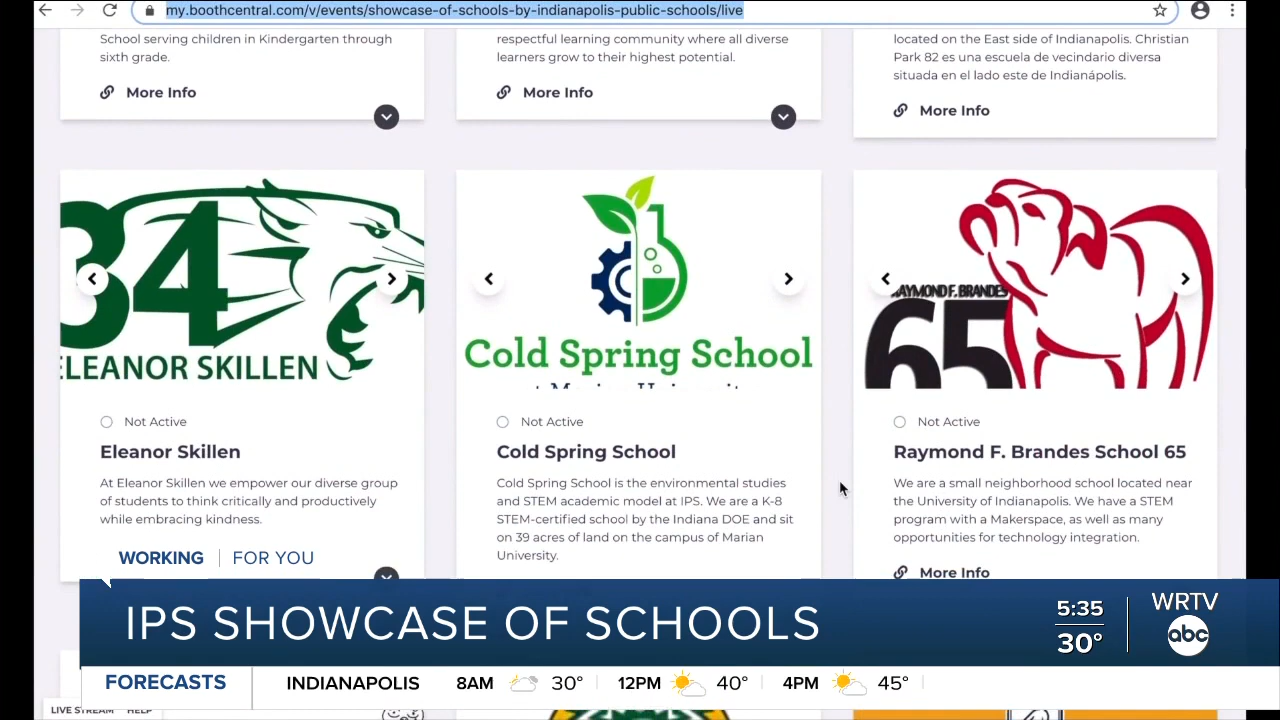 my.boothcentral.com/v/events/showcase-of-schools-by-indianapolis-public-schools/live
School serving children in Kindergarten through
sixth grade.
More Info
respectful learning community where all diverse
learners grow to their highest potential.
More Info
located on the East side of Indianapolis. Christian
Park 82 es una escuela de vecindario diversa
situada en el lado este de Indianápolis.
More Info
84
ELEANOR SKILLEN
Not Active
Eleanor Skillen
At Eleanor Skillen we empower our diverse group
of students to think critically and productively
while embracing kindness.
Cold Spring School
at Marian University
Not Active
Cold Spring School
Cold Spring School is the environmental studies
and STEM academic model at IPS. We are a K-8
STEM-certified school by the Indiana DOE and sit
on 39 acres of land on the campus of Marian
University.
RAYMOND F. BRANDES
65
Not Active
Raymond F. Brandes School 65
We are a small neighborhood school located near
the University of Indianapolis. We have a STEM
program with a Makerspace, as well as many
opportunities for technology integration.
More Info
WORKING FOR YOU
IPS SHOWCASE OF SCHOOLS
5:35
30°
WRTV
abc
FORECASTS INDIANAPOLIS 8AM 30° 12PM 40° 4PM 45°
LIVE STREAM HELP